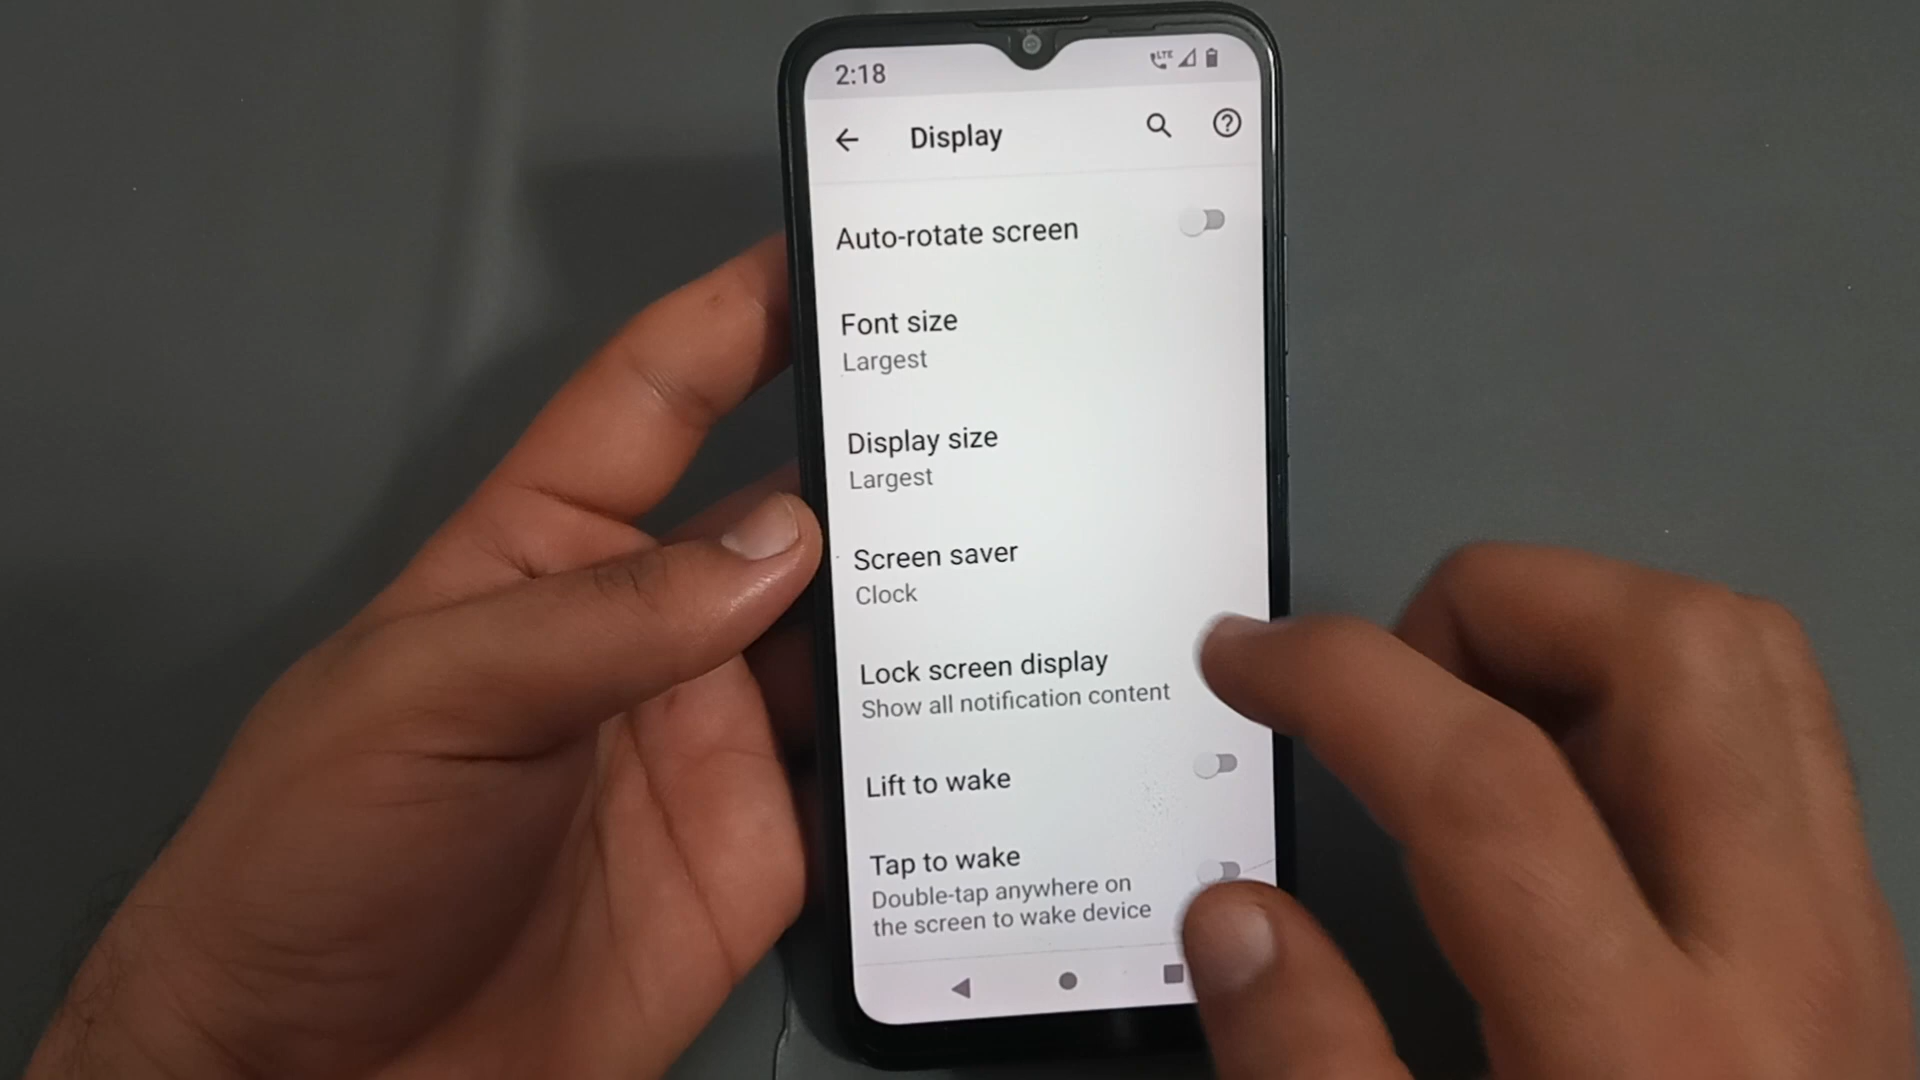 2:18
LTE
Display
Auto-rotate screen
Font size
Largest
Display size
Largest
Screen saver
Clock
Lock screen display
Show all notification content
Lift to wake
Tap to wake
Double-tap anywhere on
the screen to wake device